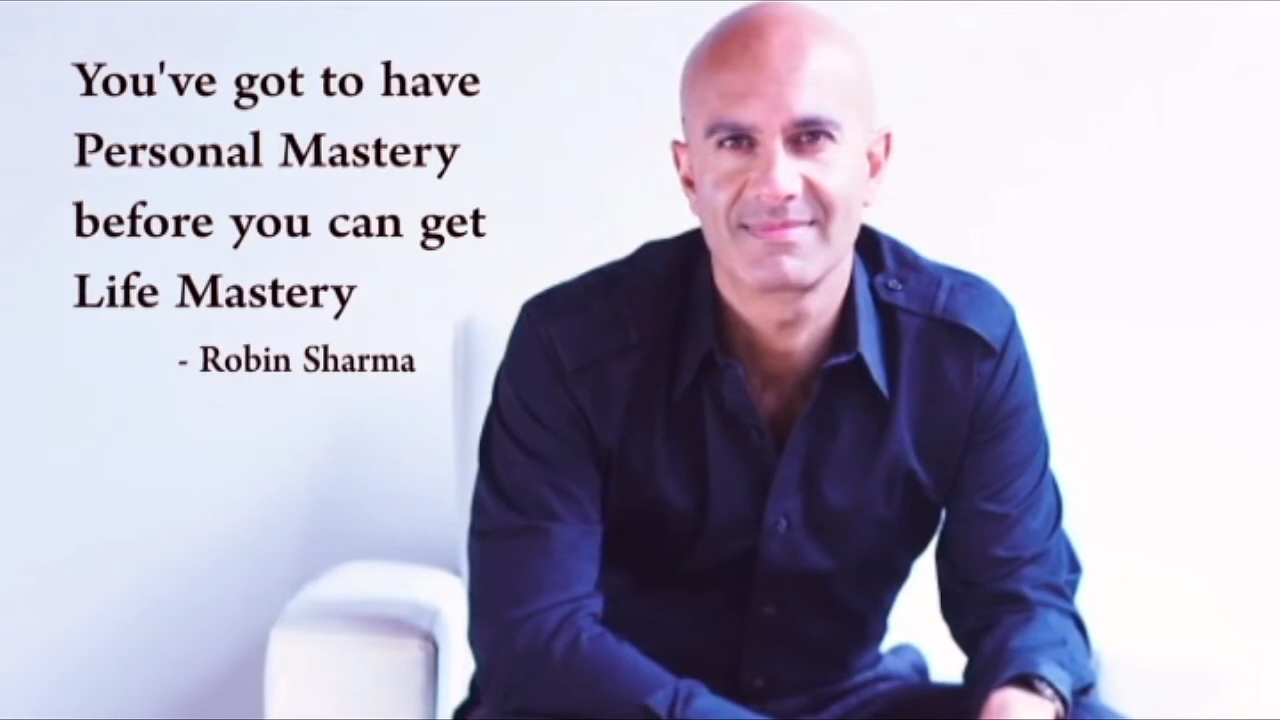 You've got to have
Personal Mastery
before you can get
Life Mastery
- Robin Sharma